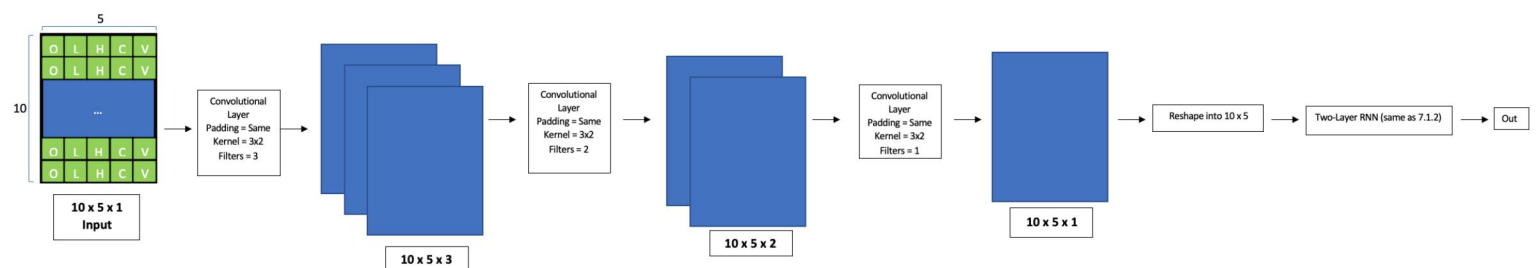 5
O L H C V
O L H C V
10
...
O L H C V
O L H C V
10 x 5 x 1
Input
Convolutional
Layer
Padding = Same
Kernel = 3x2
Filters = 3
10 x 5 x 3
Convolutional
Layer
Padding = Same
Kernel = 3x2
Filters = 2
10 x 5 x 2
Convolutional
Layer
Padding = Same
Kernel = 3x2
Filters = 1
10 x 5 x 1
Reshape into 10 x 5
Two-Layer RNN (same as 7.1.2)
Out